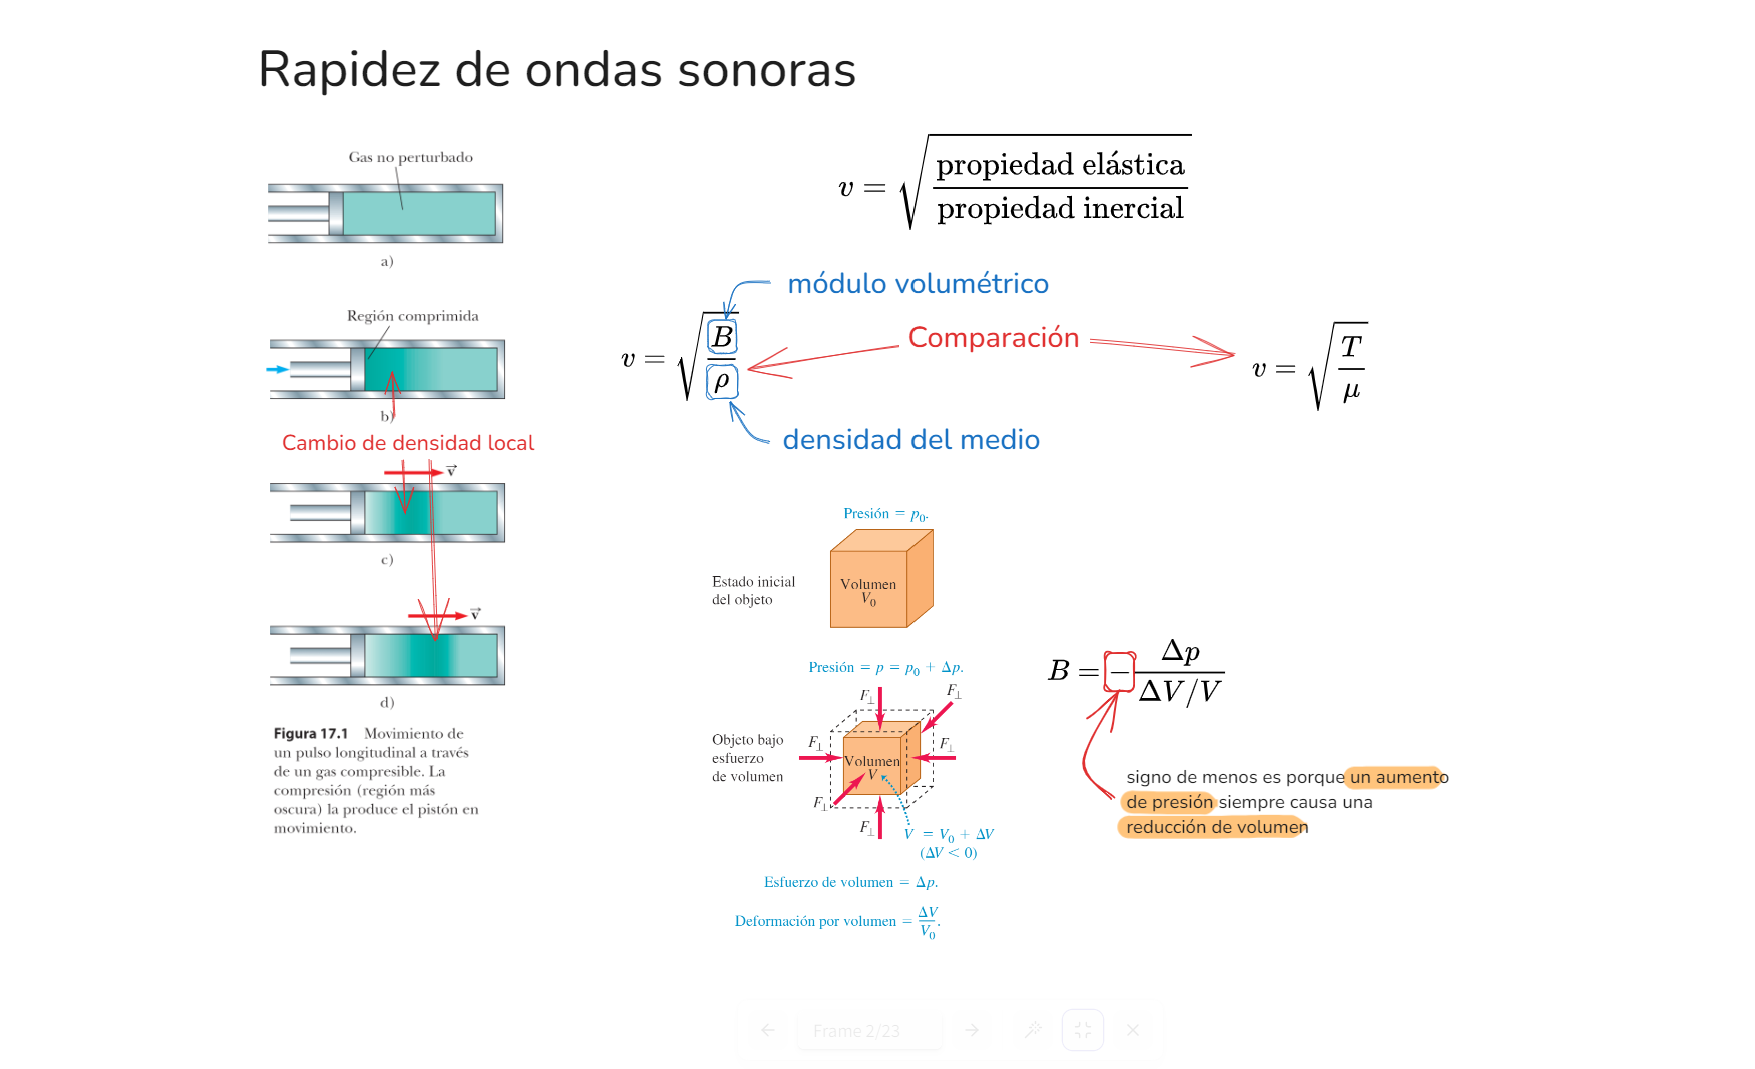 Rapidez de ondas sonoras
Gas no perturbado
a)
Región comprimida
b)
Cambio de densidad local
v⃗
c)
v⃗
d)
Figura 17.1 Movimiento de
un pulso longitudinal a través
de un gas compresible. La
compresión (región más
oscura) la produce el pistón en
movimiento.
v = √(propiedad elástica / propiedad inercial)
módulo volumétrico
v = √(B / ρ)
Comparación
v = √(T / μ)
densidad del medio
Presión = p₀.
Estado inicial
del objeto
Volumen
V₀
Presión = p = p₀ + Δp.
F⊥
F⊥
Objeto bajo
esfuerzo
de volumen
F⊥
F⊥
Volumen
V
F⊥
F⊥
V = V₀ + ΔV
(ΔV < 0)
Esfuerzo de volumen = Δp.
Deformación por volumen = ΔV/V₀.
B = − Δp / (ΔV/V)
signo de menos es porque un aumento
de presión siempre causa una
reducción de volumen
Frame 2/23